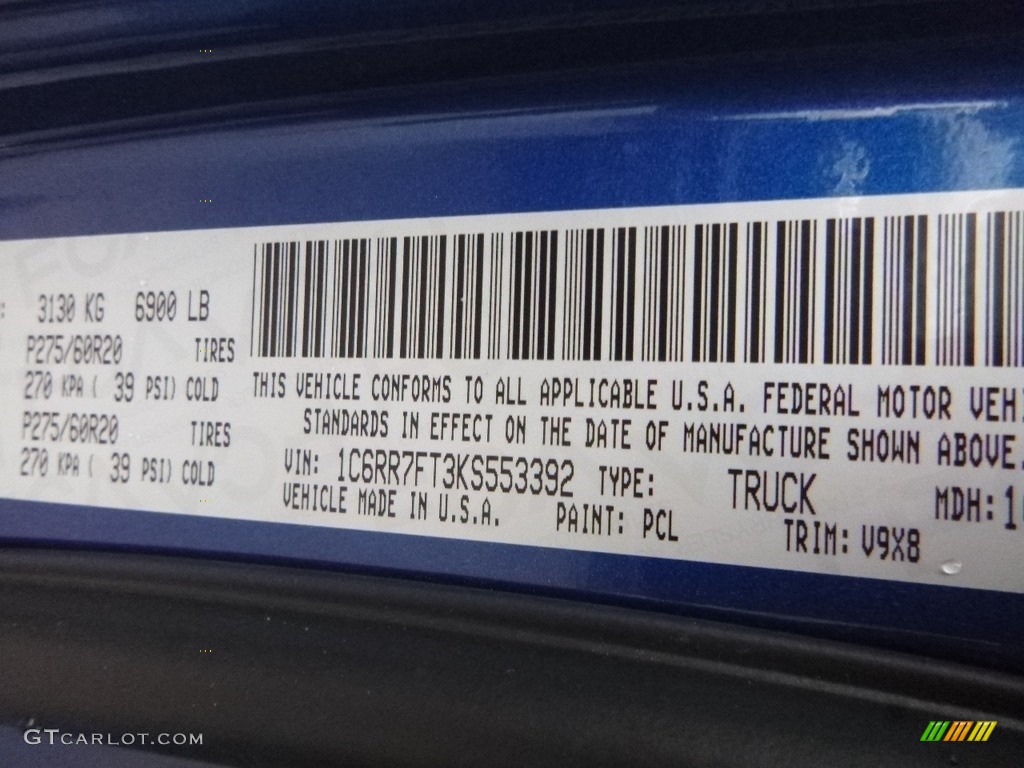 3130 KG 6900 LB
P275/60R20 TIRES
270 KPA ( 39 PSI) COLD
P275/60R20 TIRES
270 KPA ( 39 PSI) COLD
THIS VEHICLE CONFORMS TO ALL APPLICABLE U.S.A. FEDERAL MOTOR VEH
STANDARDS IN EFFECT ON THE DATE OF MANUFACTURE SHOWN ABOVE.
VIN: 1C6RR7FT3KS553392 TYPE: TRUCK MDH: 1
VEHICLE MADE IN U.S.A. PAINT: PCL TRIM: V9X8
GTCARLOT.COM